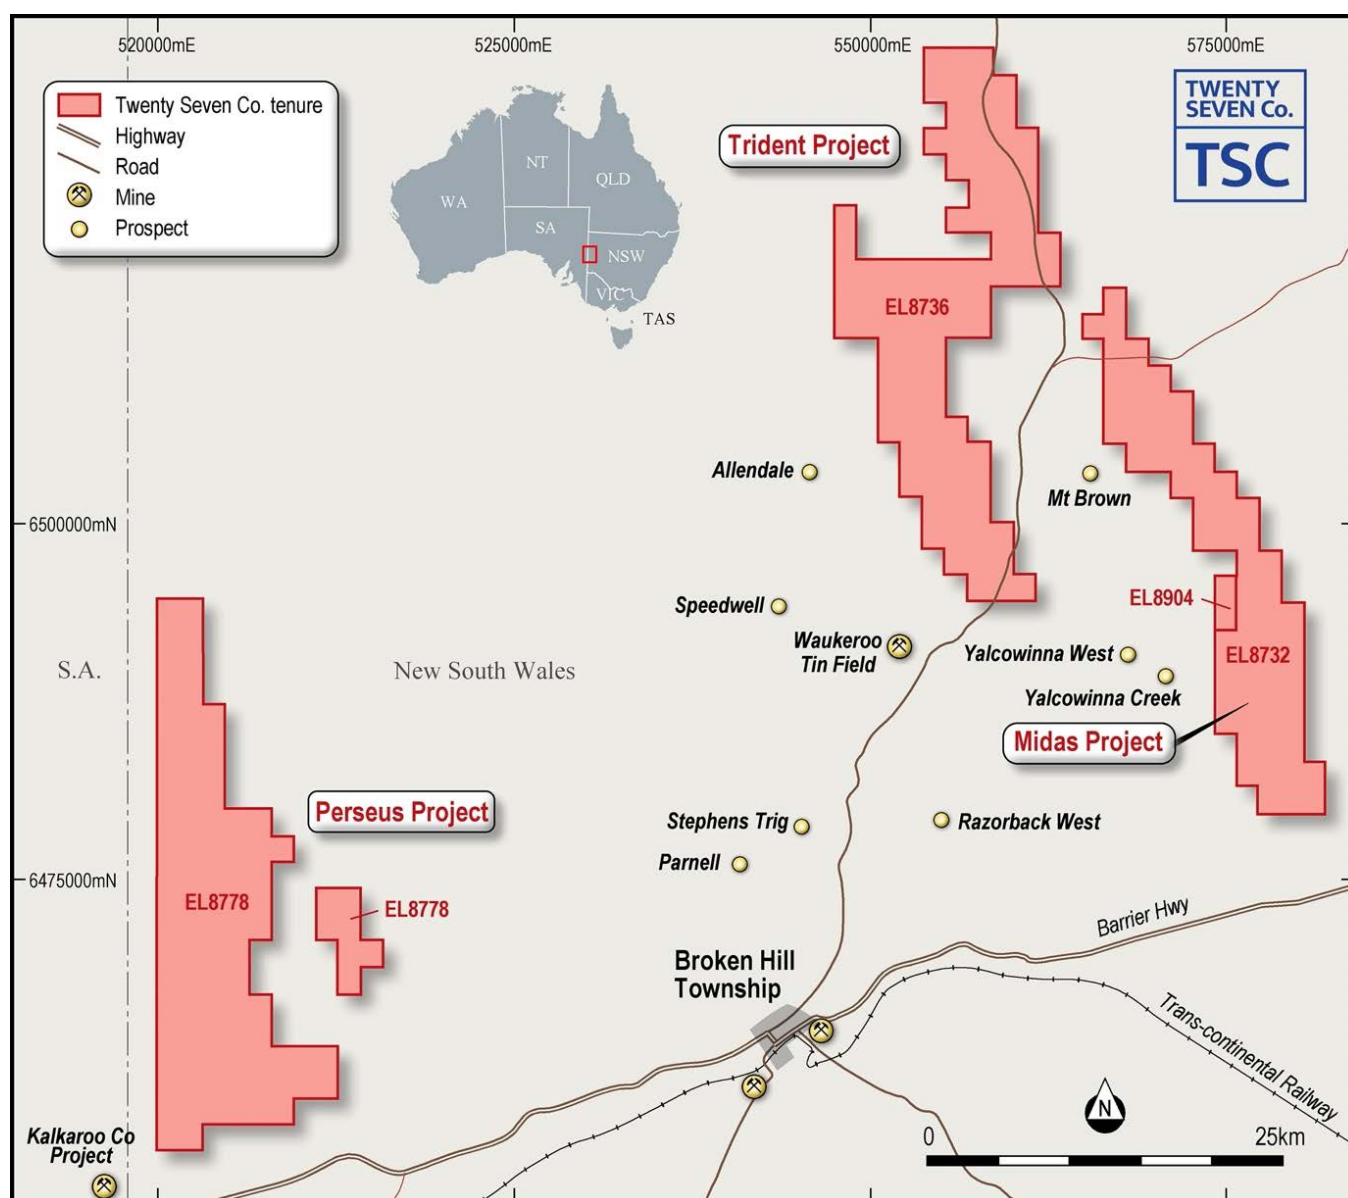 520000mE
525000mE
550000mE
575000mE
Twenty Seven Co. tenure
Highway
Road
Mine
Prospect
WA
NT
QLD
SA
NSW
VIC
TAS
Trident Project
TWENTY
SEVEN Co.
TSC
EL8736
Allendale
Mt Brown
6500000mN
Speedwell
EL8904
Waukeroo
Tin Field
Yalcowinna West
EL8732
S.A.
New South Wales
Yalcowinna Creek
Midas Project
Perseus Project
Stephens Trig
Razorback West
Parnell
6475000mN
EL8778
EL8778
Barrier Hwy
Broken Hill
Township
Trans-continental Railway
N
Kalkaroo Co
Project
0
25km